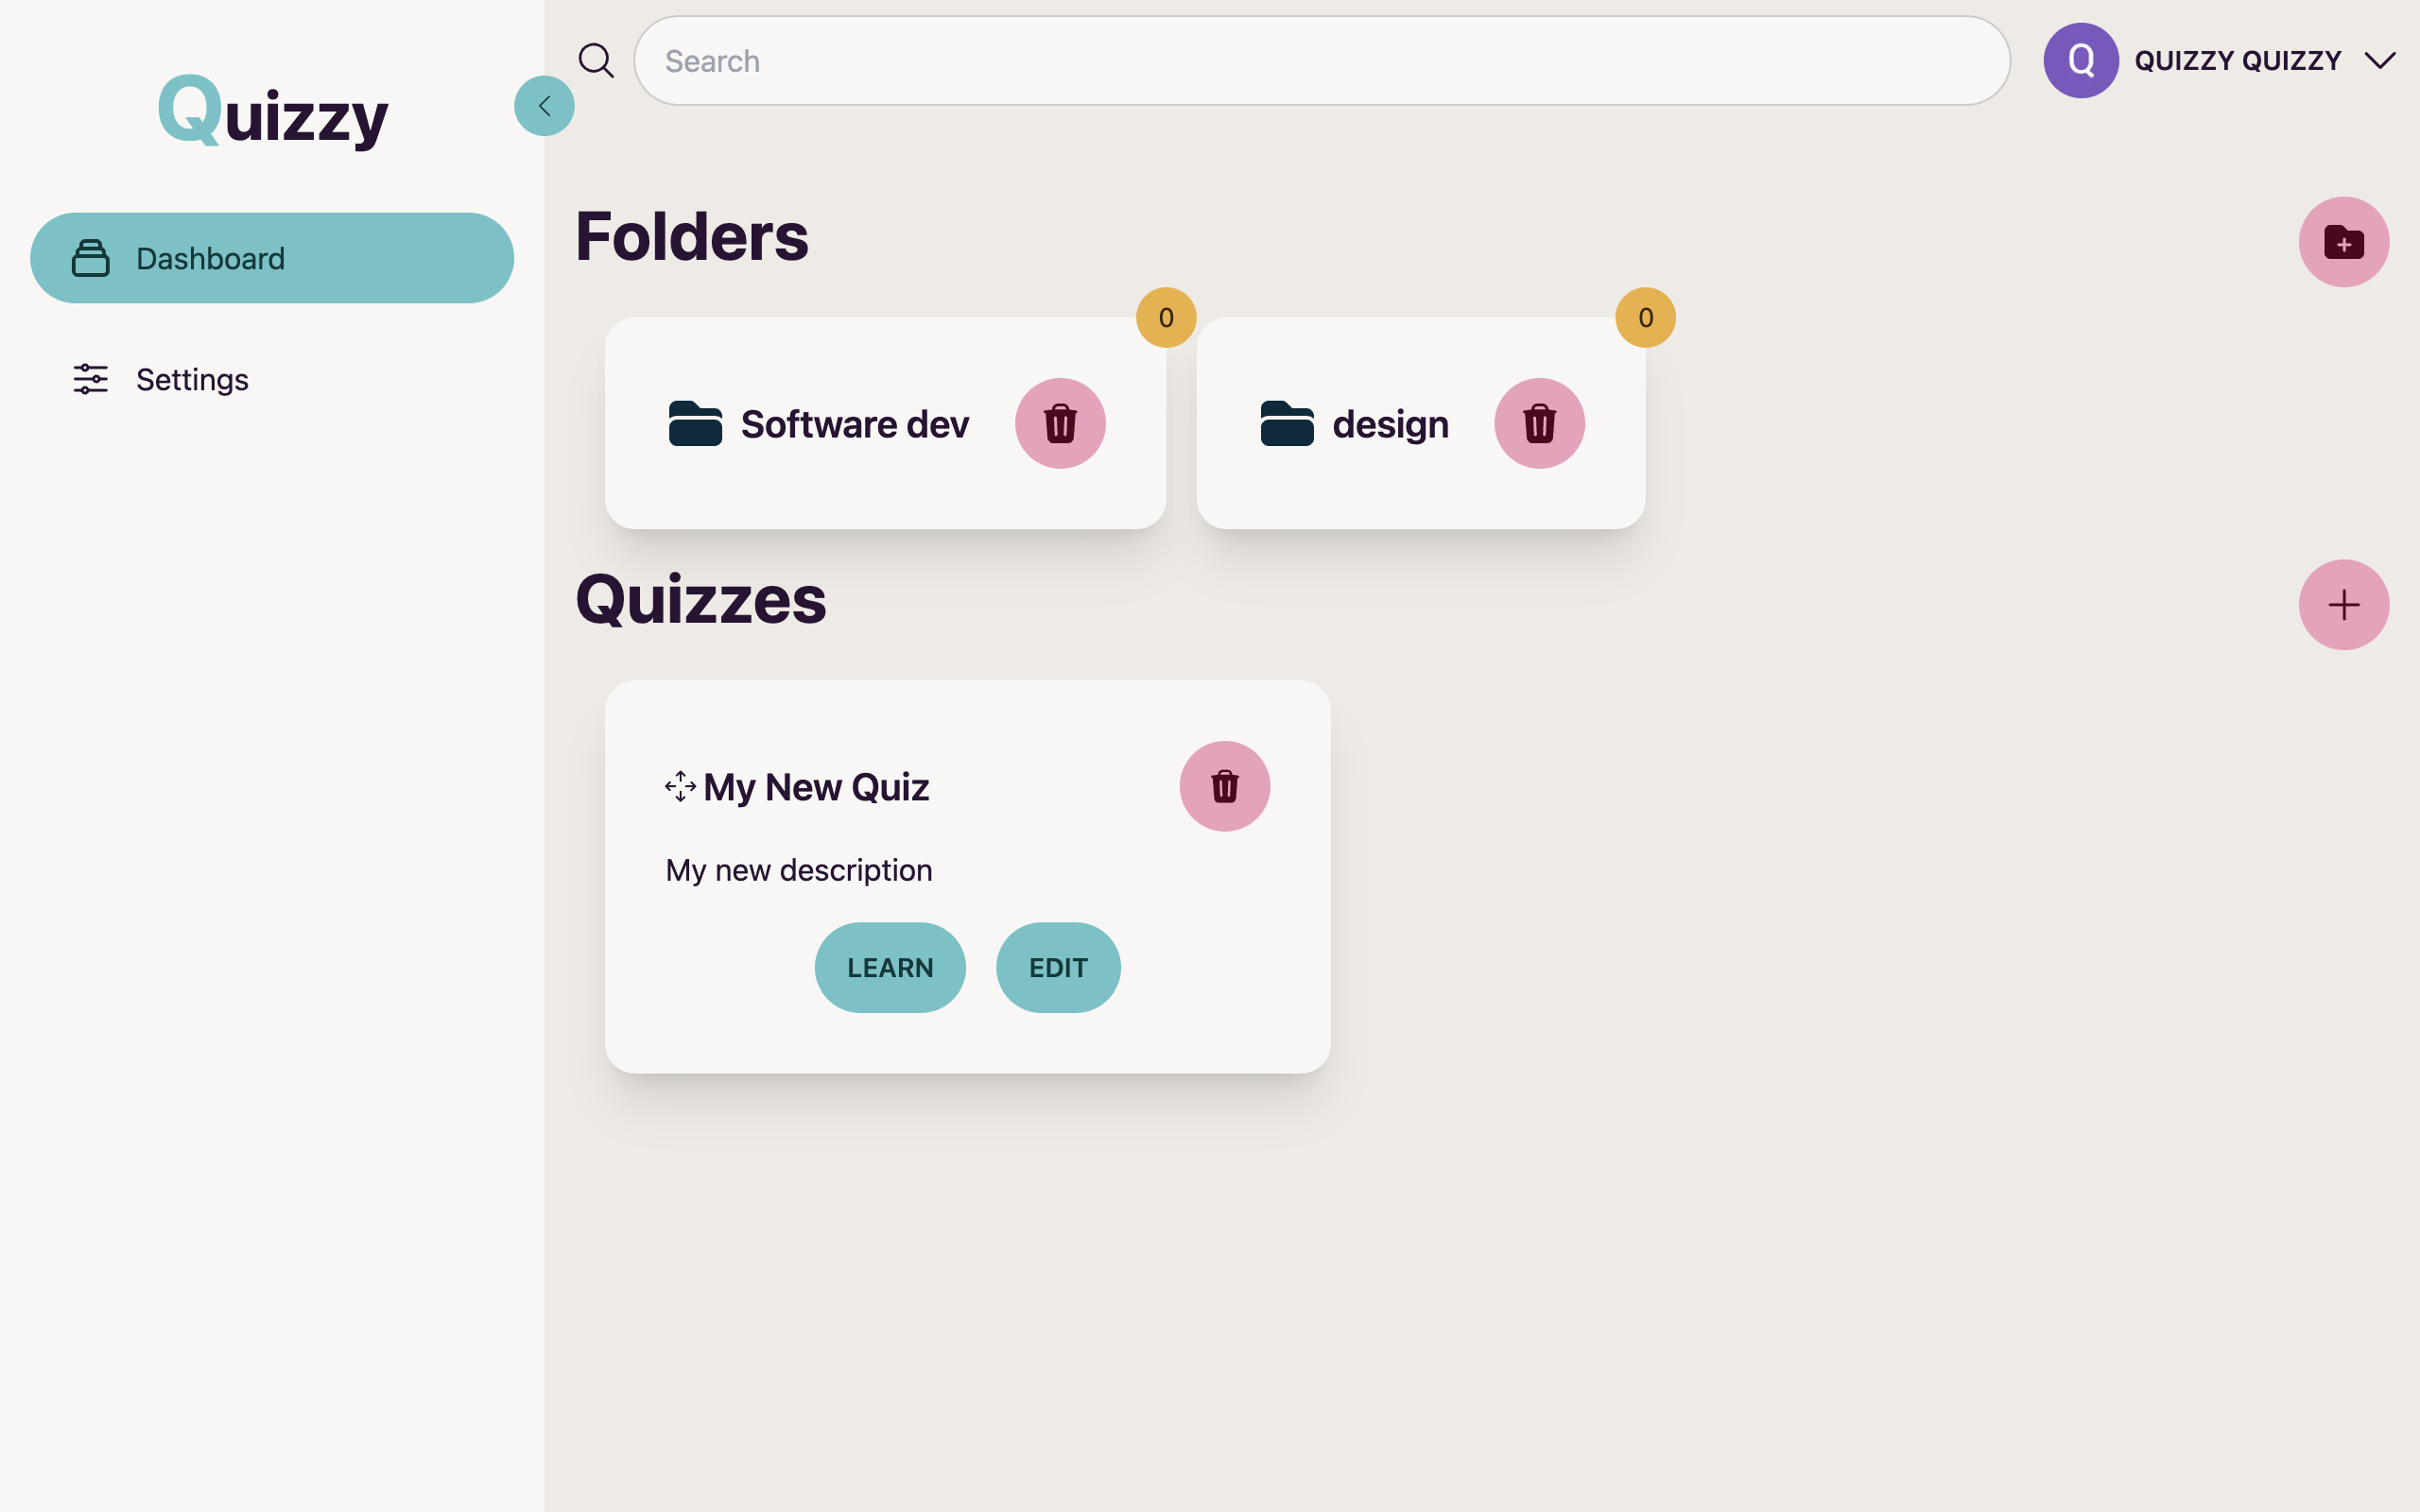 Quizzy
Dashboard
Settings
Search
Q
QUIZZY QUIZZY
Folders
0
Software dev
0
design
Quizzes
My New Quiz
My new description
LEARN
EDIT